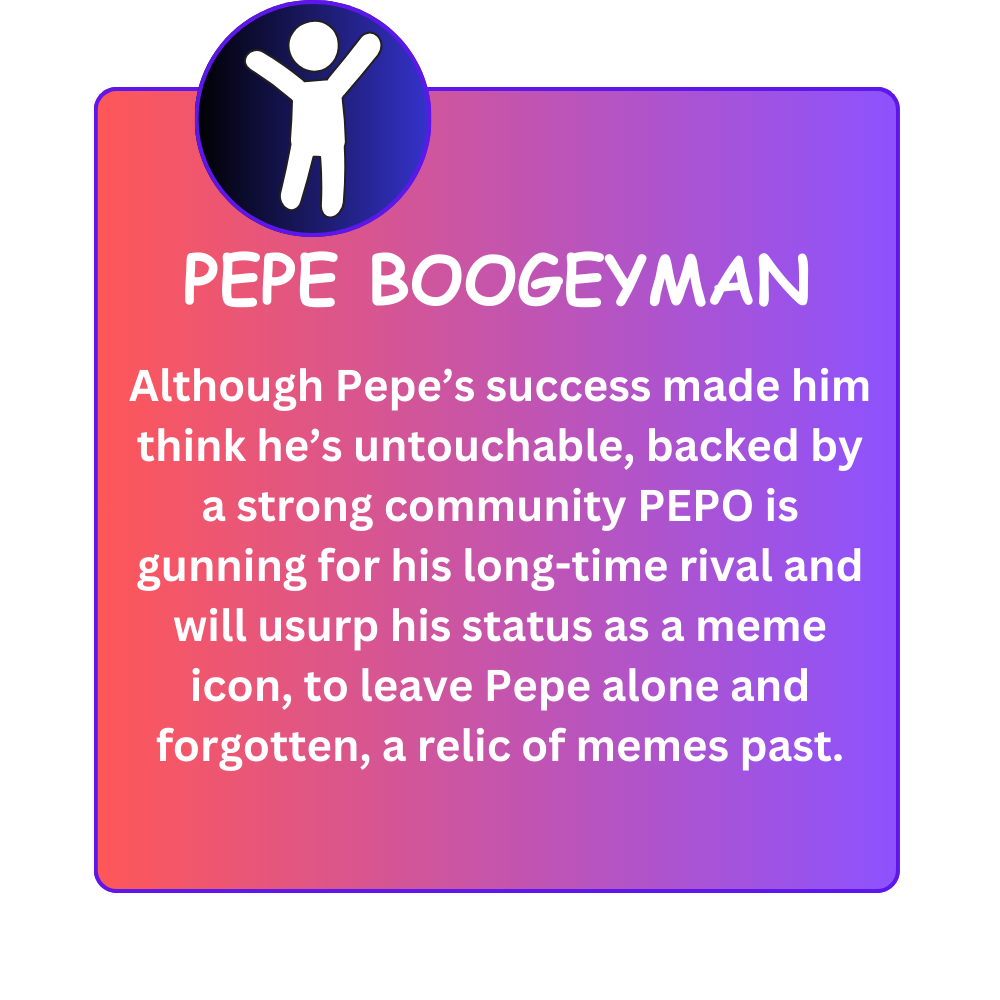 PEPE BOOGEYMAN
Although Pepe’s success made him
think he’s untouchable, backed by
a strong community PEPO is
gunning for his long-time rival and
will usurp his status as a meme
icon, to leave Pepe alone and
forgotten, a relic of memes past.